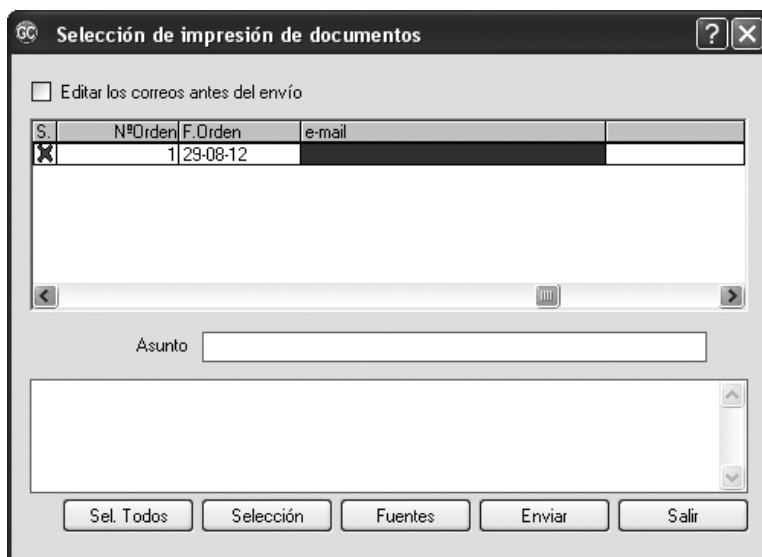 GC Selección de impresión de documentos ? X
Editar los correos antes del envío
S. NºOrden F.Orden e-mail
1 29-08-12
Asunto
Sel. Todos Selección Fuentes Enviar Salir